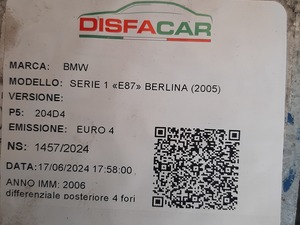 DISFACAR
MARCA: BMW
MODELLO: SERIE 1 «E87» BERLINA (2005)
VERSIONE:
P5: 204D4
EMISSIONE: EURO 4
NS: 1457/2024
DATA:17/06/2024 17:58:00
ANNO IMM: 2006
differenziale posteriore 4 fori